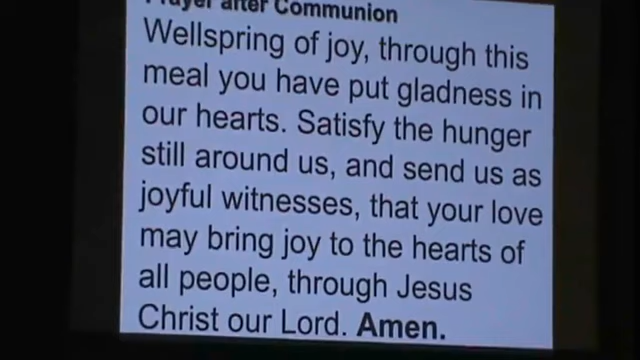 Prayer after Communion
Wellspring of joy, through this
meal you have put gladness in
our hearts. Satisfy the hunger
still around us, and send us as
joyful witnesses, that your love
may bring joy to the hearts of
all people, through Jesus
Christ our Lord. Amen.